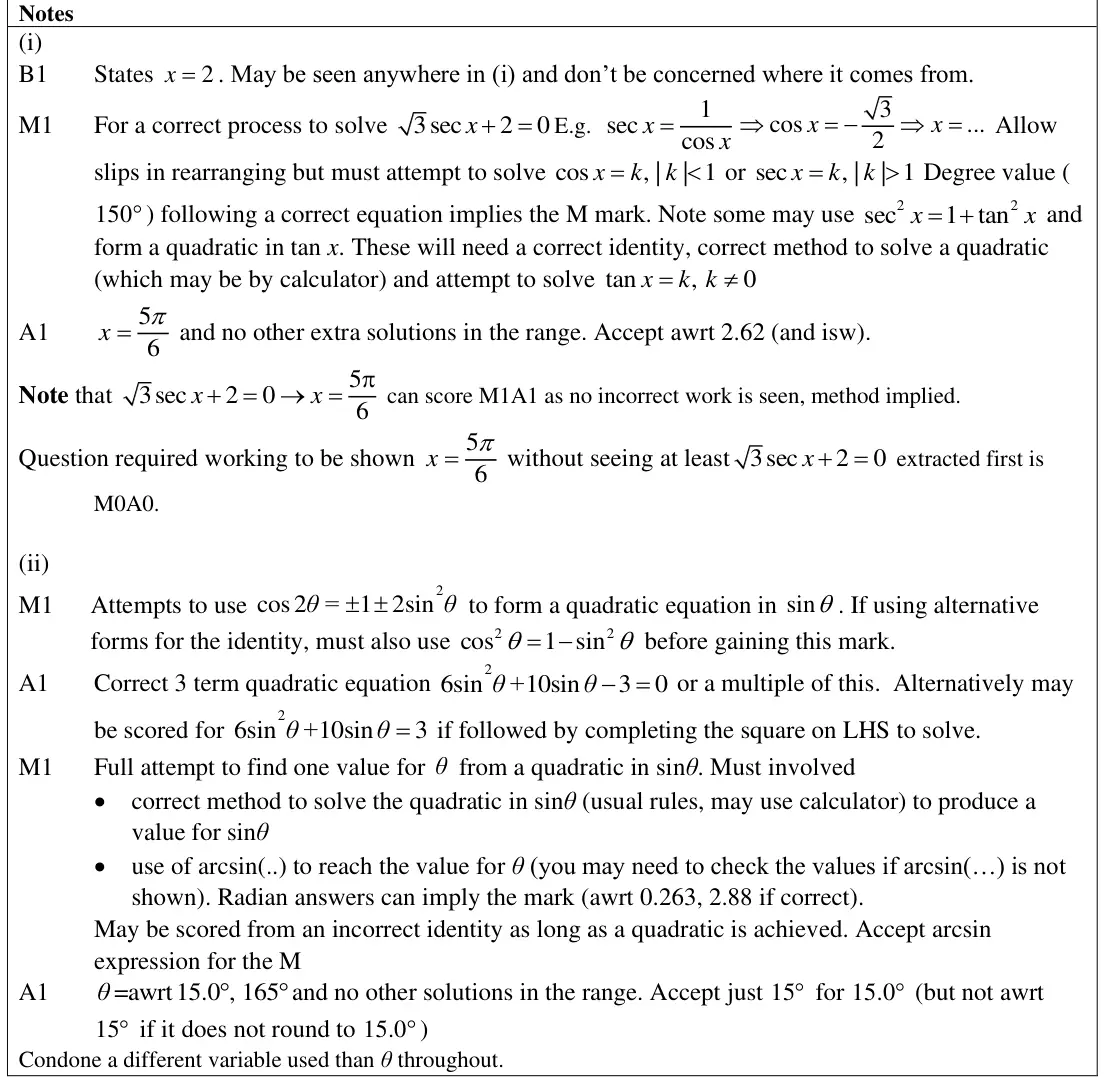 Notes
(i)
B1 States x = 2 . May be seen anywhere in (i) and don’t be concerned where it comes from.
M1 For a correct process to solve √3 sec x + 2 = 0 E.g. sec x = 1/cos x ⇒ cos x = −√3/2 ⇒ x = ... Allow
slips in rearranging but must attempt to solve cos x = k, | k |< 1 or sec x = k, | k |> 1 Degree value (
150° ) following a correct equation implies the M mark. Note some may use sec² x = 1 + tan² x and
form a quadratic in tan x. These will need a correct identity, correct method to solve a quadratic
(which may be by calculator) and attempt to solve tan x = k, k ≠ 0
A1 x = 5π/6 and no other extra solutions in the range. Accept awrt 2.62 (and isw).
Note that √3 sec x + 2 = 0 → x = 5π/6 can score M1A1 as no incorrect work is seen, method implied.
Question required working to be shown x = 5π/6 without seeing at least √3 sec x + 2 = 0 extracted first is
M0A0.
(ii)
M1 Attempts to use cos 2θ = ±1 ± 2sin²θ to form a quadratic equation in sin θ . If using alternative
forms for the identity, must also use cos² θ = 1 − sin² θ before gaining this mark.
A1 Correct 3 term quadratic equation 6sin²θ + 10sin θ − 3 = 0 or a multiple of this. Alternatively may
be scored for 6sin²θ + 10sin θ = 3 if followed by completing the square on LHS to solve.
M1 Full attempt to find one value for θ from a quadratic in sinθ. Must involved
• correct method to solve the quadratic in sinθ (usual rules, may use calculator) to produce a
value for sinθ
• use of arcsin(..) to reach the value for θ (you may need to check the values if arcsin(…) is not
shown). Radian answers can imply the mark (awrt 0.263, 2.88 if correct).
May be scored from an incorrect identity as long as a quadratic is achieved. Accept arcsin
expression for the M
A1 θ =awrt 15.0°, 165° and no other solutions in the range. Accept just 15° for 15.0° (but not awrt
15° if it does not round to 15.0° )
Condone a different variable used than θ throughout.